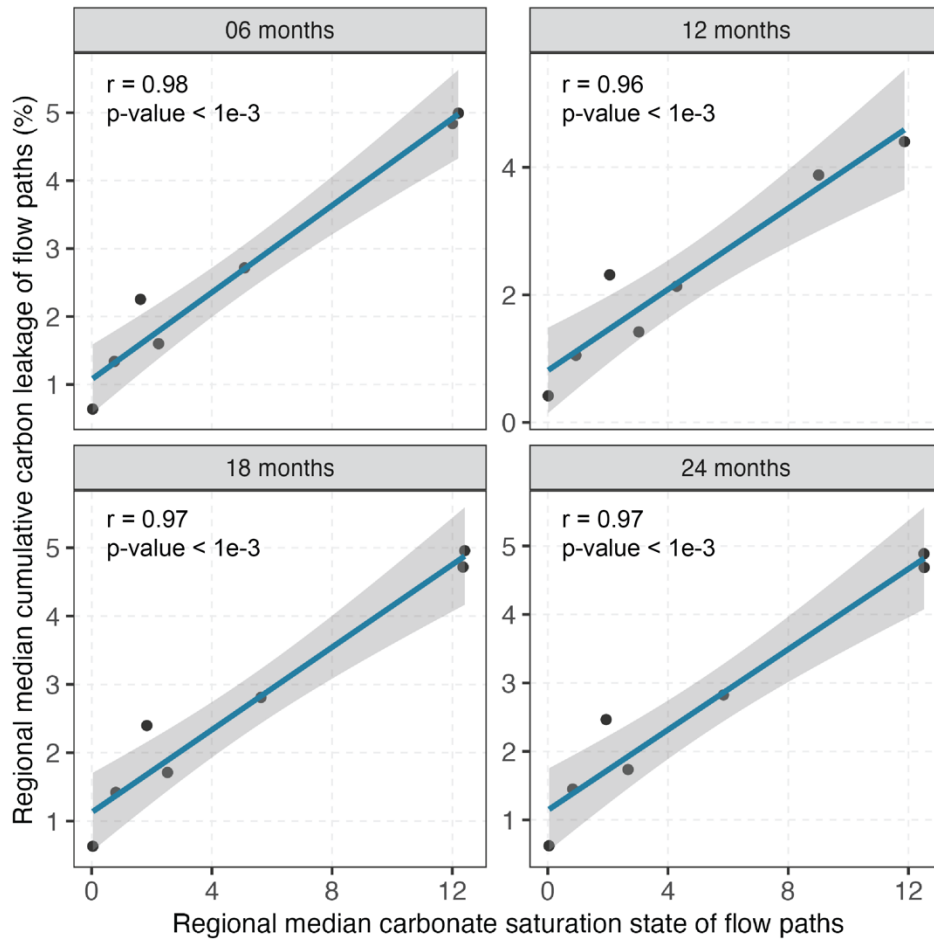 06 months
12 months
r = 0.98
p-value < 1e-3
r = 0.96
p-value < 1e-3
5
4
3
2
1
4
2
0
18 months
24 months
r = 0.97
p-value < 1e-3
r = 0.97
p-value < 1e-3
5
4
3
2
1
5
4
3
2
1
0 4 8 12
0 4 8 12
Regional median carbonate saturation state of flow paths
Regional median cumulative carbon leakage of flow paths (%)